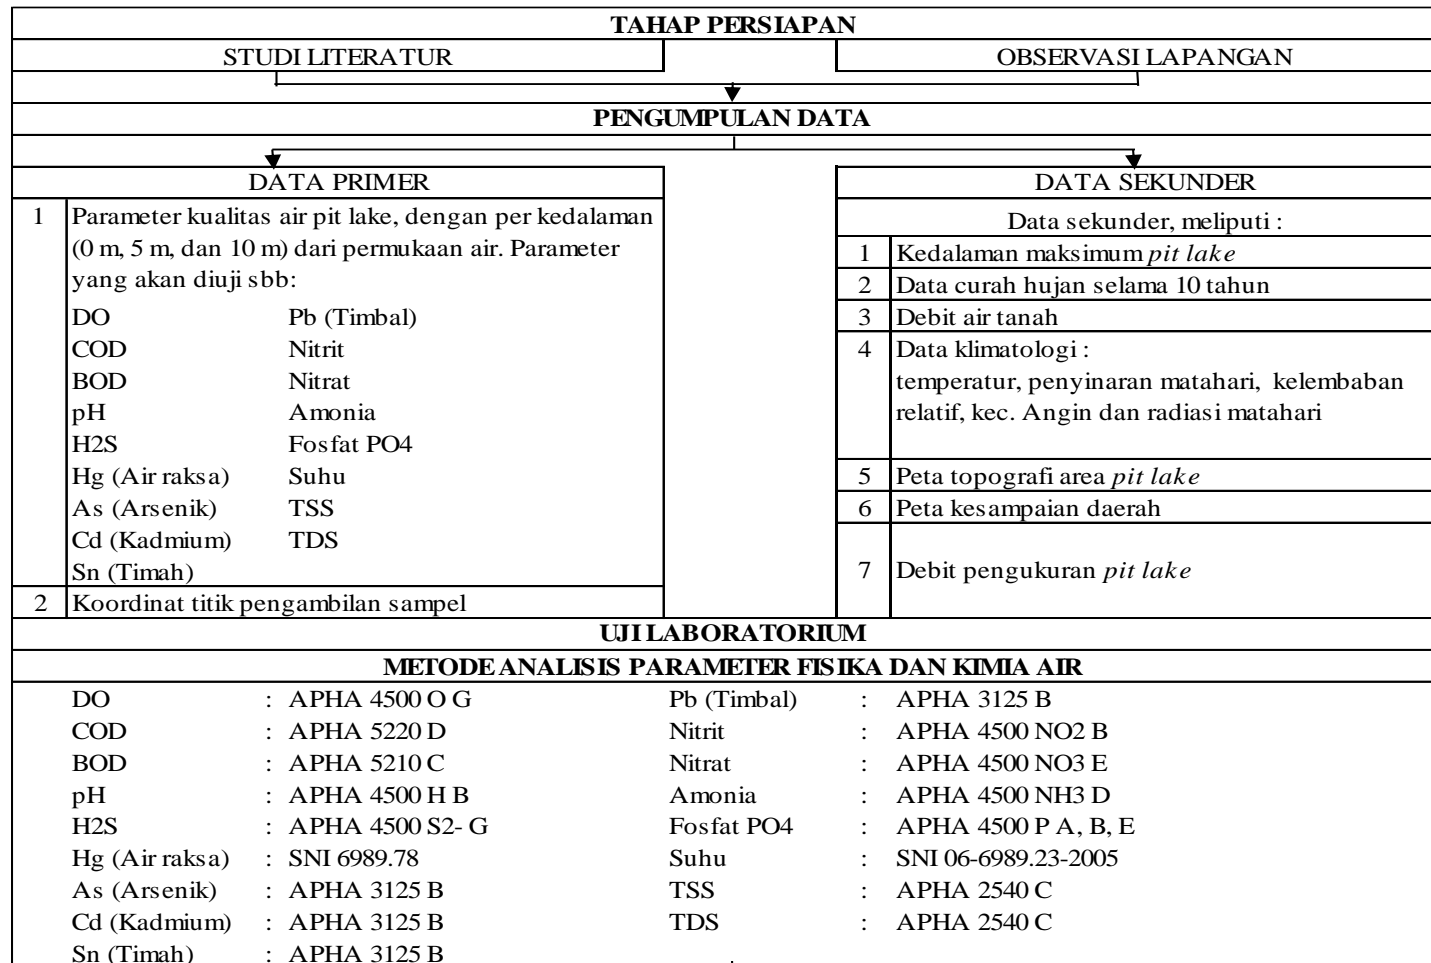 TAHAP PERSIAPAN
STUDI LITERATUR
OBSERVASI LAPANGAN
PENGUMPULAN DATA
DATA PRIMER
1 Parameter kualitas air pit lake, dengan per kedalaman
(0 m, 5 m, dan 10 m) dari permukaan air. Parameter
yang akan diuji sbb:
DO Pb (Timbal)
COD Nitrit
BOD Nitrat
pH Amonia
H2S Fosfat PO4
Hg (Air raksa) Suhu
As (Arsenik) TSS
Cd (Kadmium) TDS
Sn (Timah)
2 Koordinat titik pengambilan sampel
DATA SEKUNDER
Data sekunder, meliputi :
1 Kedalaman maksimum pit lake
2 Data curah hujan selama 10 tahun
3 Debit air tanah
4 Data klimatologi :
temperatur, penyinaran matahari, kelembaban
relatif, kec. Angin dan radiasi matahari
5 Peta topografi area pit lake
6 Peta kesampaian daerah
7 Debit pengukuran pit lake
UJI LABORATORIUM
METODE ANALISIS PARAMETER FISIKA DAN KIMIA AIR
DO : APHA 4500 O G Pb (Timbal) : APHA 3125 B
COD : APHA 5220 D Nitrit : APHA 4500 NO2 B
BOD : APHA 5210 C Nitrat : APHA 4500 NO3 E
pH : APHA 4500 H B Amonia : APHA 4500 NH3 D
H2S : APHA 4500 S2- G Fosfat PO4 : APHA 4500 P A, B, E
Hg (Air raksa) : SNI 6989.78 Suhu : SNI 06-6989.23-2005
As (Arsenik) : APHA 3125 B TSS : APHA 2540 C
Cd (Kadmium) : APHA 3125 B TDS : APHA 2540 C
Sn (Timah) : APHA 3125 B